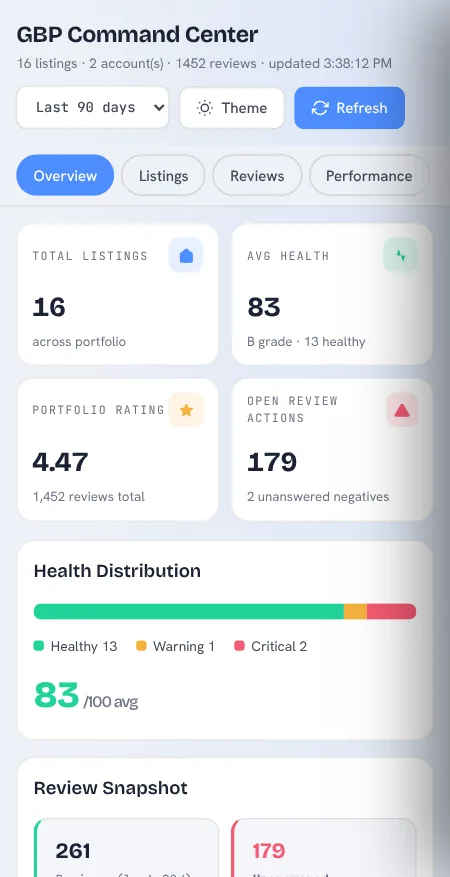 GBP Command Center
16 listings · 2 account(s) · 1452 reviews · updated 3:38:12 PM
Last 90 days
Theme
Refresh
Overview
Listings
Reviews
Performance
TOTAL LISTINGS
16
across portfolio
AVG HEALTH
83
B grade · 13 healthy
PORTFOLIO RATING
4.47
1,452 reviews total
OPEN REVIEW
ACTIONS
179
2 unanswered negatives
Health Distribution
Healthy 13
Warning 1
Critical 2
83 /100 avg
Review Snapshot
261
179